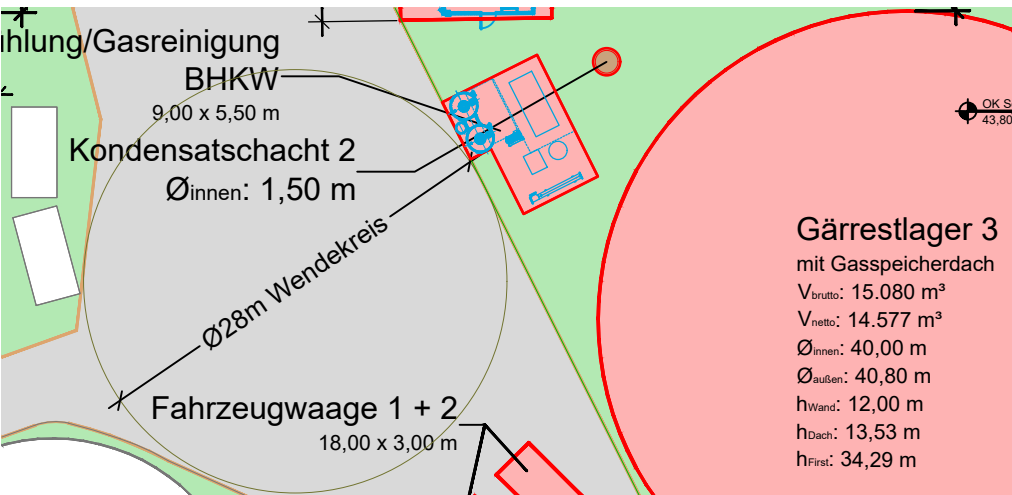 hlung/Gasreinigung
BHKW
9,00 x 5,50 m
Kondensatschacht 2
Øinnen: 1,50 m
Ø28m Wendekreis
Fahrzeugwaage 1 + 2
18,00 x 3,00 m
OK S
43,80
Gärrestlager 3
mit Gasspeicherdach
Vbrutto: 15.080 m³
Vnetto: 14.577 m³
Øinnen: 40,00 m
Øaußen: 40,80 m
hWand: 12,00 m
hDach: 13,53 m
hFirst: 34,29 m